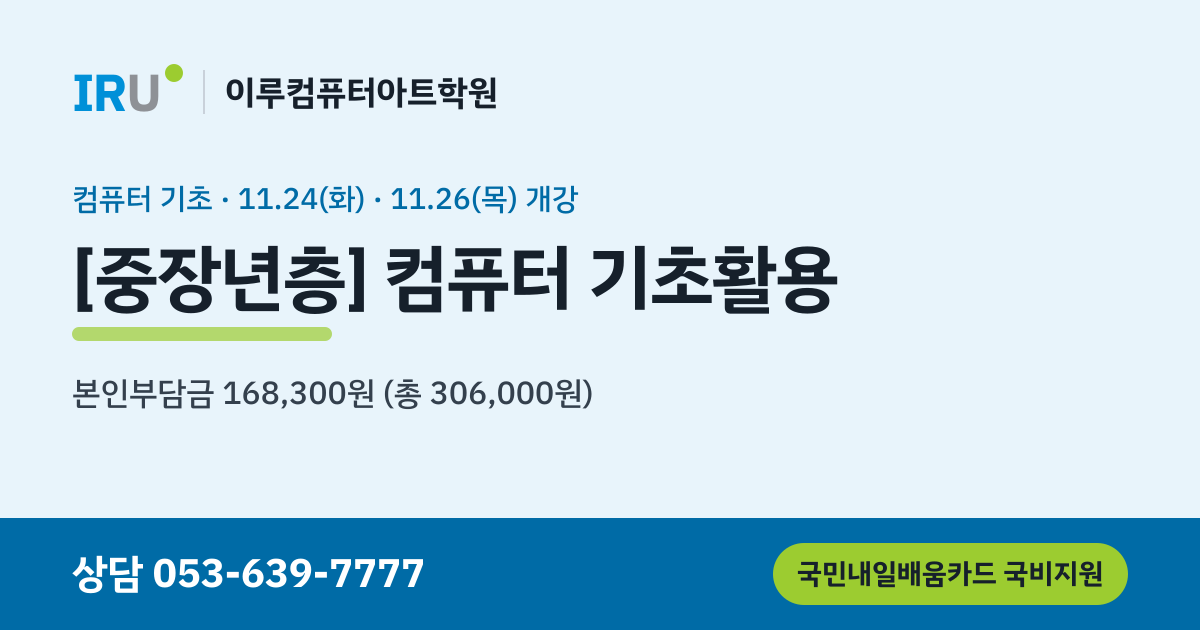 IRU 이루컴퓨터아트학원
컴퓨터 기초 · 11.24(화) · 11.26(목) 개강
[중장년층] 컴퓨터 기초활용
본인부담금 168,300원 (총 306,000원)
상담 053-639-7777
국민내일배움카드 국비지원